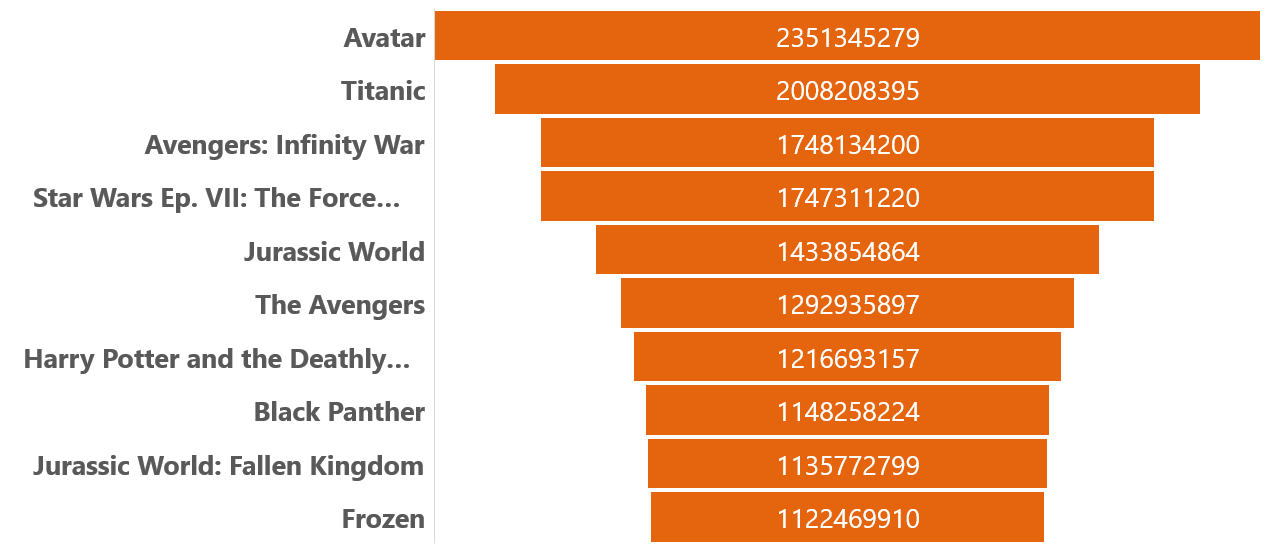 Avatar 2351345279
Titanic 2008208395
Avengers: Infinity War 1748134200
Star Wars Ep. VII: The Force... 1747311220
Jurassic World 1433854864
The Avengers 1292935897
Harry Potter and the Deathly... 1216693157
Black Panther 1148258224
Jurassic World: Fallen Kingdom 1135772799
Frozen 1122469910